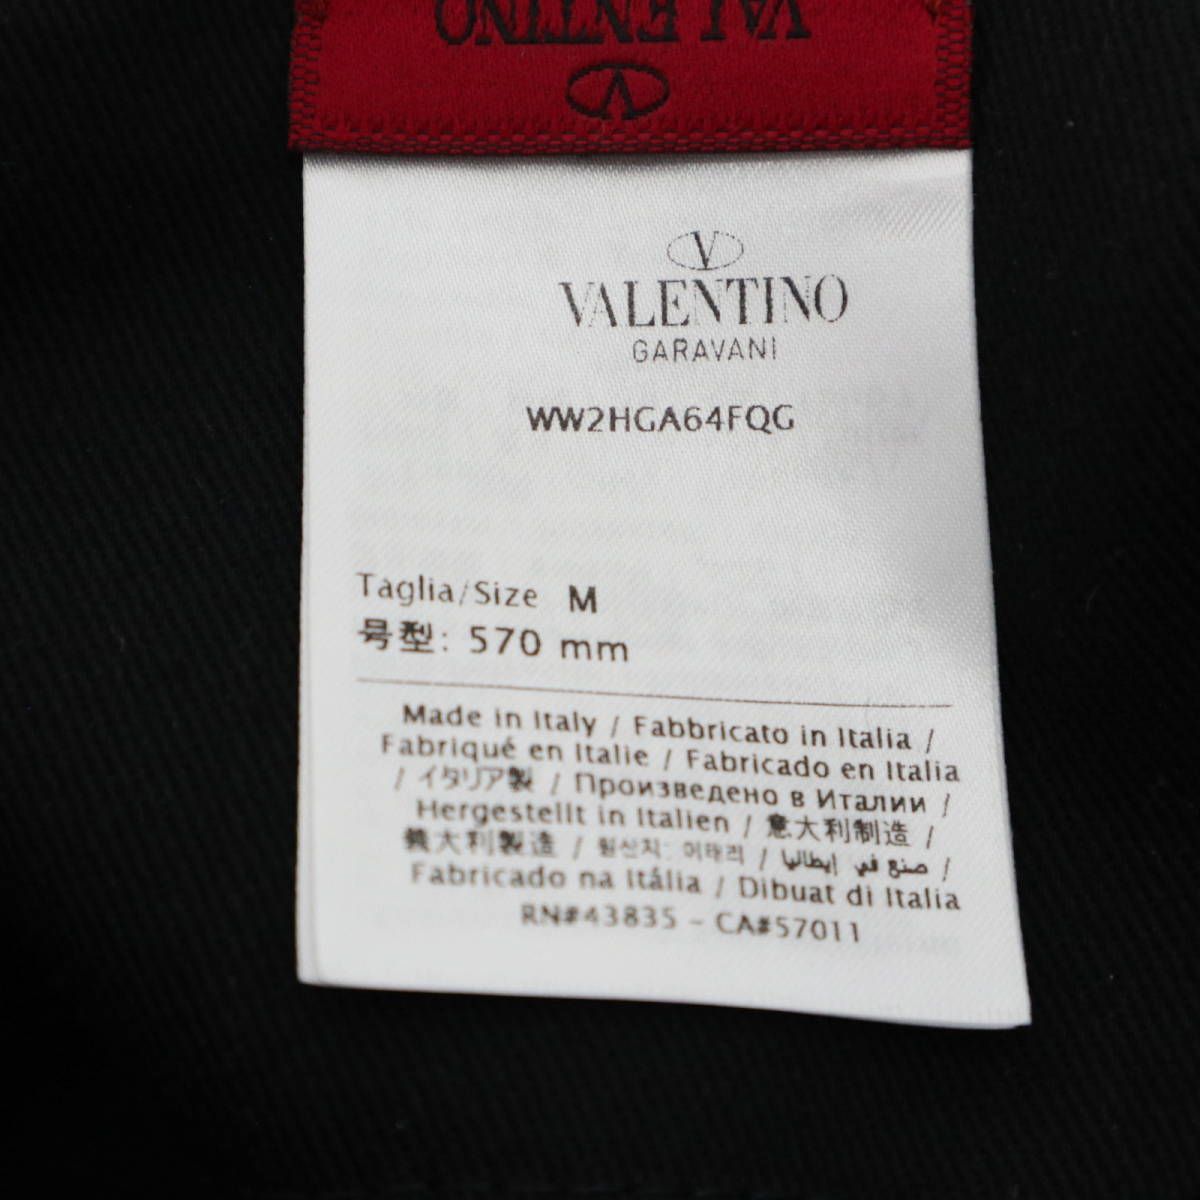 VALENTINO
V
V
VALENTINO
GARAVANI
WW2HGA64FQG
Taglia/Size M
号型: 570 mm
Made in Italy / Fabbricato in Italia /
Fabriqué en Italie / Fabricado en Italia
/ イタリア製 / Произведено в Италии /
Hergestellt in Italien / 意大利制造 /
義大利製造 / 원산지: 이태리 / صنع في إيطاليا /
Fabricado na Itália / Dibuat di Italia
RN#43835 - CA#57011